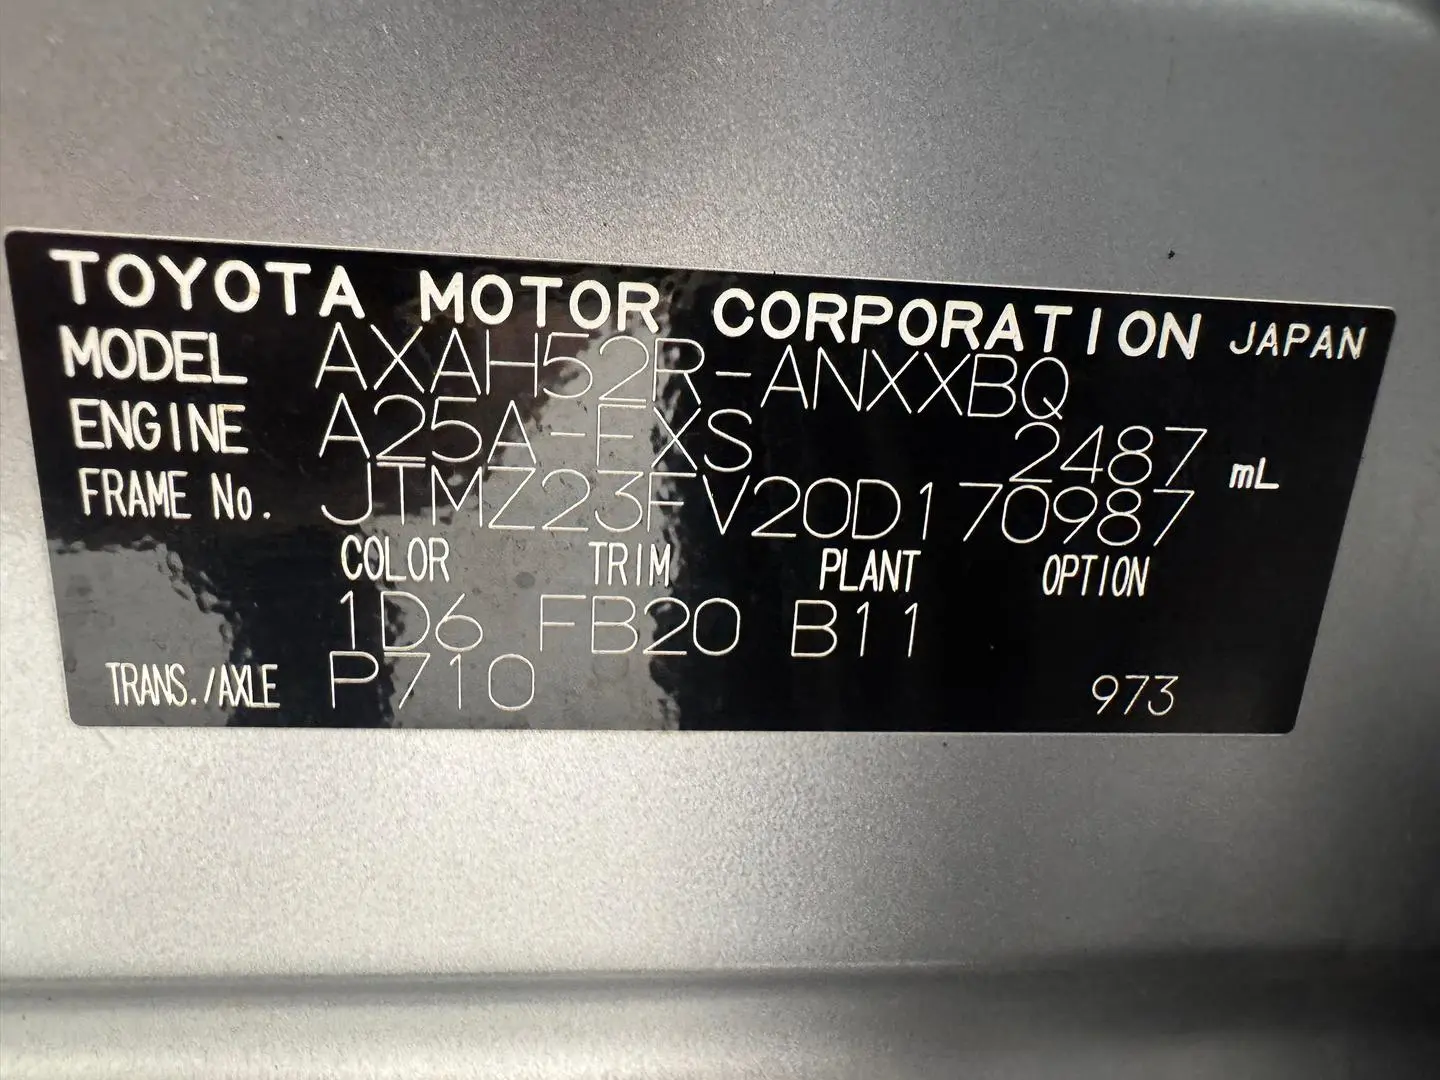 TOYOTA MOTOR CORPORATION JAPAN
MODEL AXAH52R-ANXXBQ
ENGINE A25A-FXS 2487 mL
FRAME No. JTMZ23FV20D170987
COLOR TRIM PLANT OPTION
1D6 FB20 B11
TRANS./AXLE P710 973